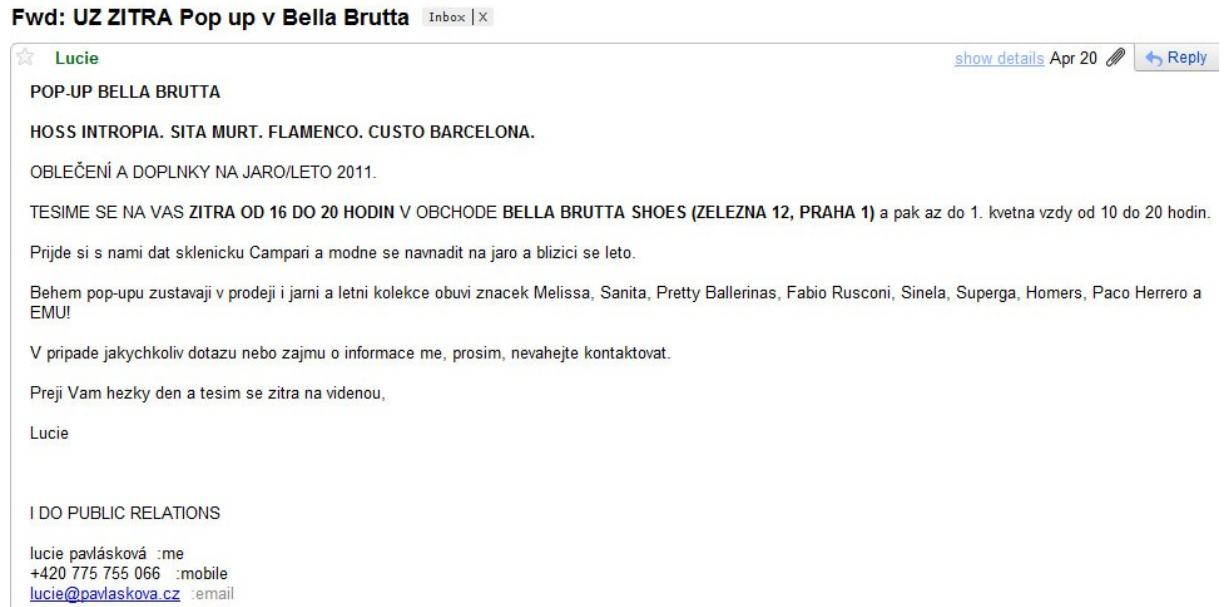 Fwd: UZ ZITRA Pop up v Bella Brutta Inbox | X
Lucie show details Apr 20 Reply
POP-UP BELLA BRUTTA
HOSS INTROPIA. SITA MURT. FLAMENCO. CUSTO BARCELONA.
OBLEČENÍ A DOPLNKY NA JARO/LETO 2011.
TESIME SE NA VAS ZITRA OD 16 DO 20 HODIN V OBCHODE BELLA BRUTTA SHOES (ZELEZNA 12, PRAHA 1) a pak az do 1. kvetna vzdy od 10 do 20 hodin.
Prijde si s nami dat sklenicku Campari a modne se navnadit na jaro a blizici se leto.
Behem pop-upu zustavaji v prodeji i jarni a letni kolekce obuvi znacek Melissa, Sanita, Pretty Ballerinas, Fabio Rusconi, Sinela, Superga, Homers, Paco Herrero a
EMU!
V pripade jakychkoliv dotazu nebo zajmu o informace me, prosim, nevahejte kontaktovat.
Preji Vam hezky den a tesim se zitra na videnou,
Lucie
I DO PUBLIC RELATIONS
lucie pavlásková :me
+420 775 755 066 :mobile
lucie@pavlaskova.cz :email